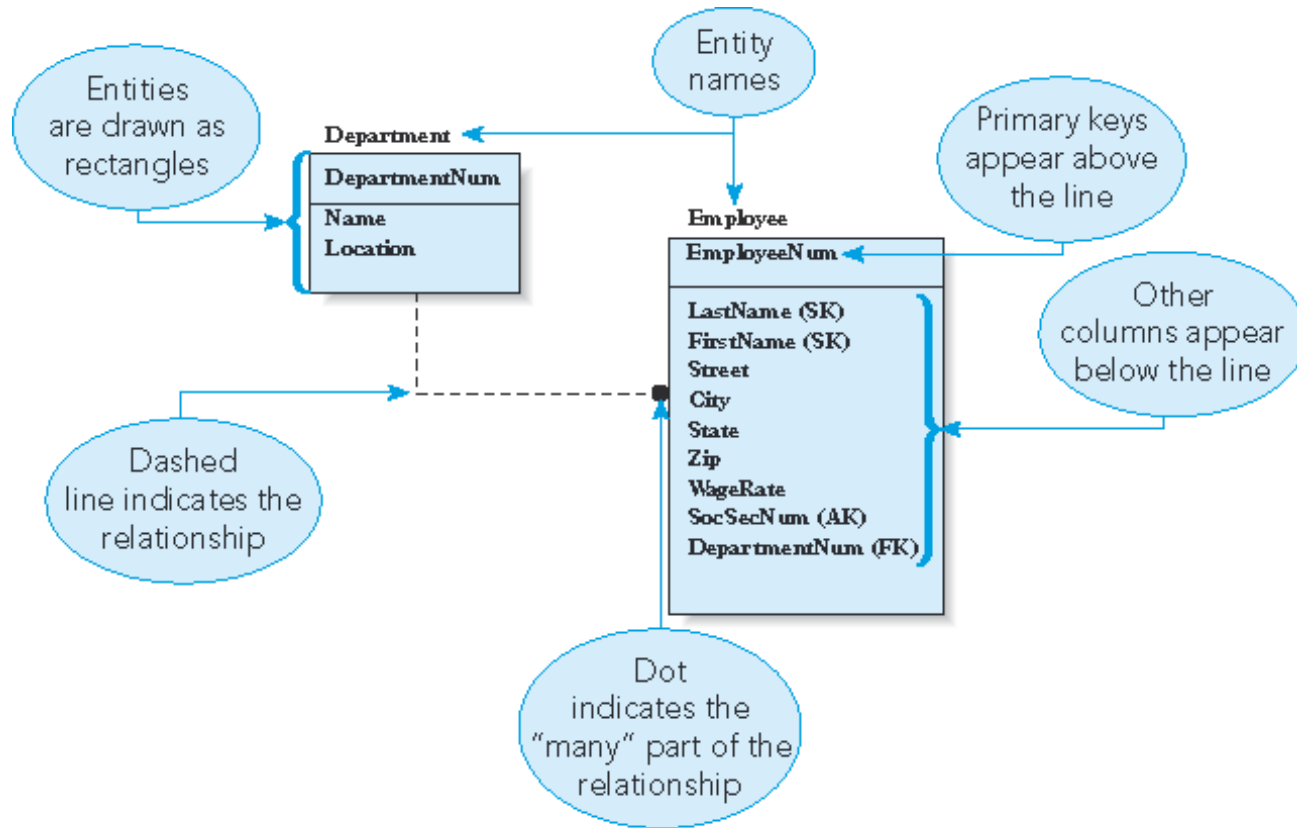 Entity
names
Entities
are drawn as
rectangles
Department
DepartmentNum
Name
Location
Primary keys
appear above
the line
Employee
EmployeeNum
LastName (SK)
FirstName (SK)
Street
City
State
Zip
WageRate
SocSecNum (AK)
DepartmentNum (FK)
Other
columns appear
below the line
Dashed
line indicates the
relationship
Dot
indicates the
“many” part of the
relationship